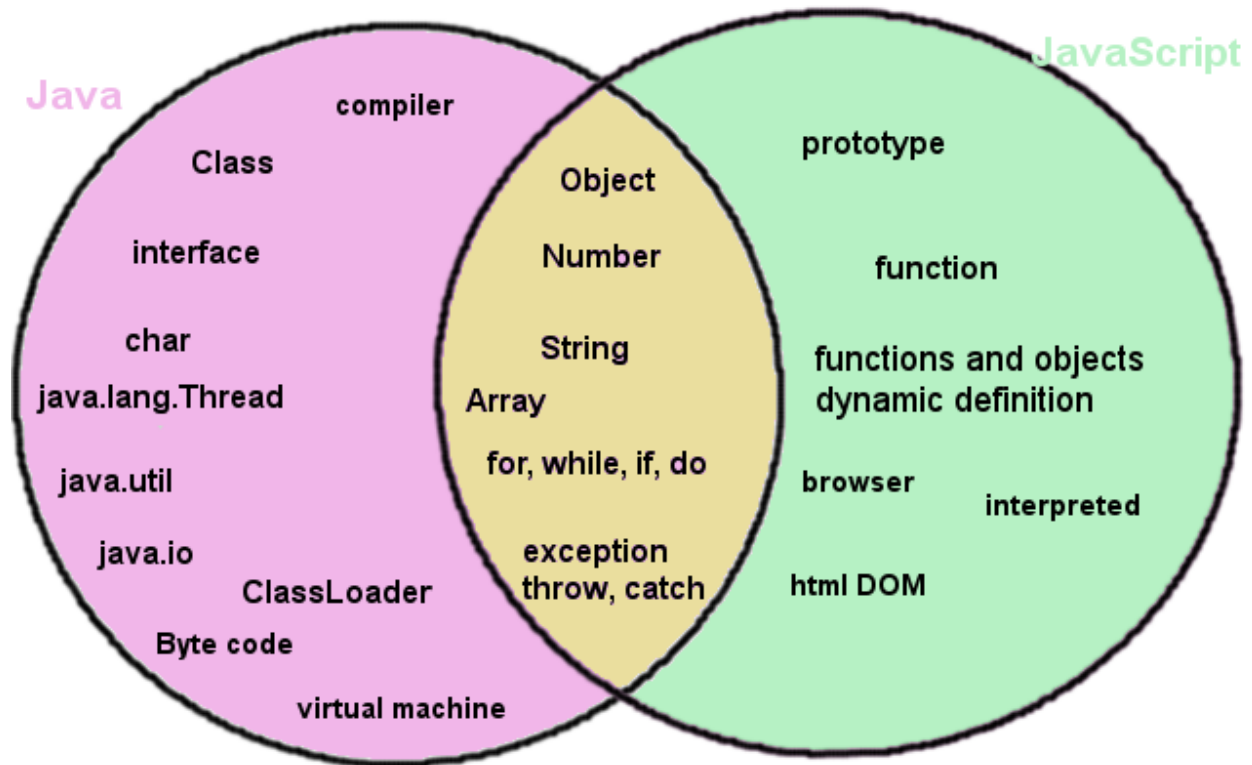 Java
JavaScript
compiler
Class
interface
char
java.lang.Thread
java.util
java.io
ClassLoader
Byte code
virtual machine
Object
Number
String
Array
for, while, if, do
exception
throw, catch
prototype
function
functions and objects
dynamic definition
browser
interpreted
html DOM